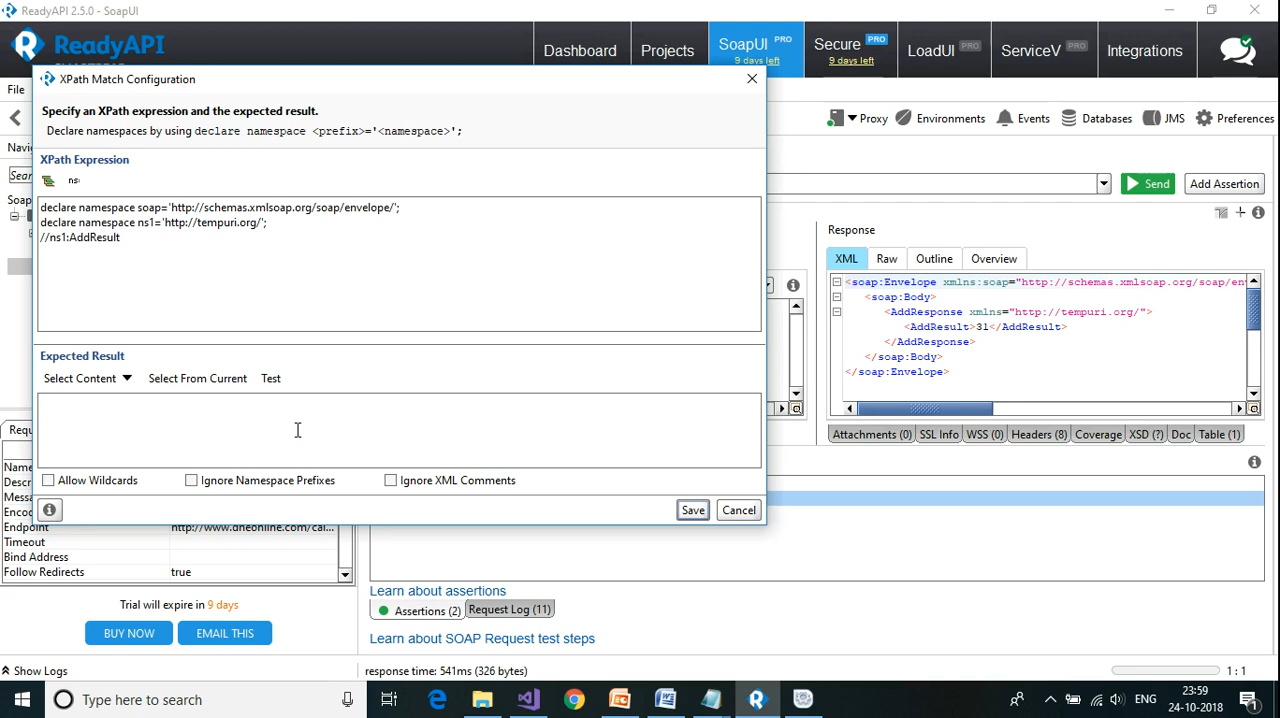 ReadyAPI 2.5.0 - SoapUI
ReadyAPI
Dashboard
Projects
SoapUI PRO
9 days left
Secure PRO
9 days left
LoadUI PRO
ServiceV PRO
Integrations
XPath Match Configuration
File
Specify an XPath expression and the expected result.
Declare namespaces by using declare namespace <prefix>='<namespace>';
Proxy
Environments
Events
Databases
JMS
Preferences
XPath Expression
ns:
Send
Add Assertion
declare namespace soap='http://schemas.xmlsoap.org/soap/envelope/';
declare namespace ns1='http://tempuri.org/';
//ns1:AddResult
Response
XML
Raw
Outline
Overview
<soap:Envelope xmlns:soap="http://schemas.xmlsoap.org/soap/en
<soap:Body>
<AddResponse xmlns="http://tempuri.org/">
<AddResult>31</AddResult>
</AddResponse>
</soap:Body>
</soap:Envelope>
Expected Result
Select Content
Select From Current
Test
Attachments (0)
SSL Info
WSS (0)
Headers (8)
Coverage
XSD (?)
Doc
Table (1)
Allow Wildcards
Ignore Namespace Prefixes
Ignore XML Comments
Save
Cancel
Endpoint
http://www.dneonline.com/cal...
Timeout
Bind Address
Follow Redirects
true
Learn about assertions
Assertions (2)
Request Log (11)
Trial will expire in 9 days
BUY NOW
EMAIL THIS
Learn about SOAP Request test steps
Show Logs
response time: 541ms (326 bytes)
1 : 1
Type here to search
ENG
23:59
24-10-2018
1